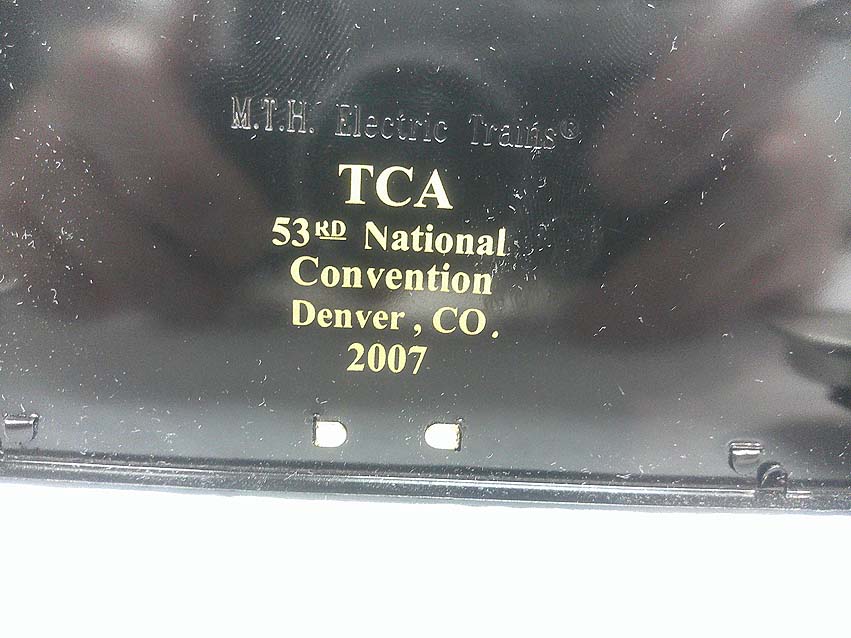 M.T.H. Electric Trains®
TCA
53RD National
Convention
Denver, CO.
2007